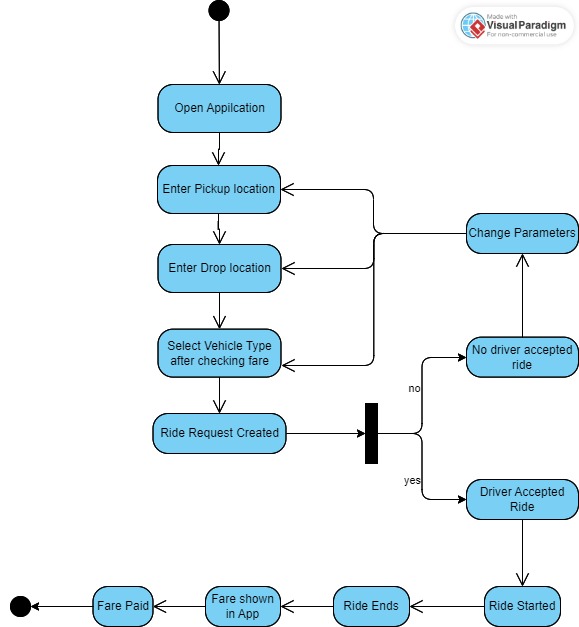 Made with
Visual Paradigm
For non-commercial use
Open Appilcation
Enter Pickup location
Change Parameters
Enter Drop location
Select Vehicle Type
after checking fare
No driver accepted
ride
no
Ride Request Created
yes
Driver Accepted
Ride
Fare Paid
Fare shown
in App
Ride Ends
Ride Started